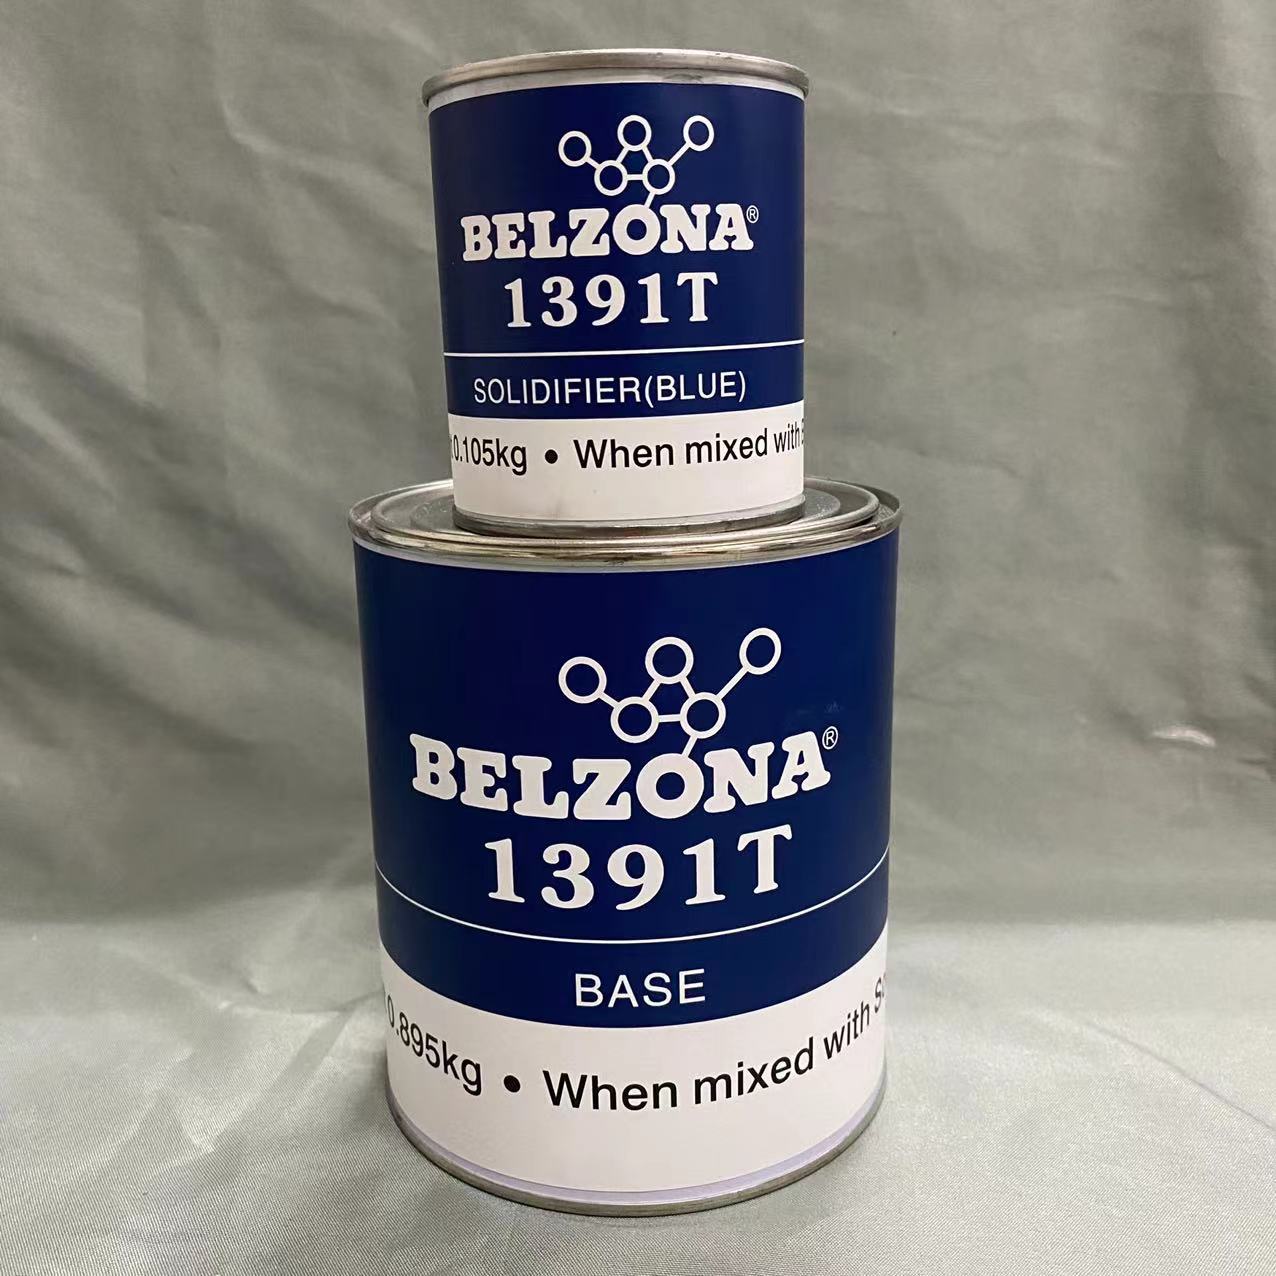 BELZONA®
1391T
SOLIDIFIER(BLUE)
0.105kg • When mixed with
BELZONA®
1391T
BASE
0.895kg • When mixed with